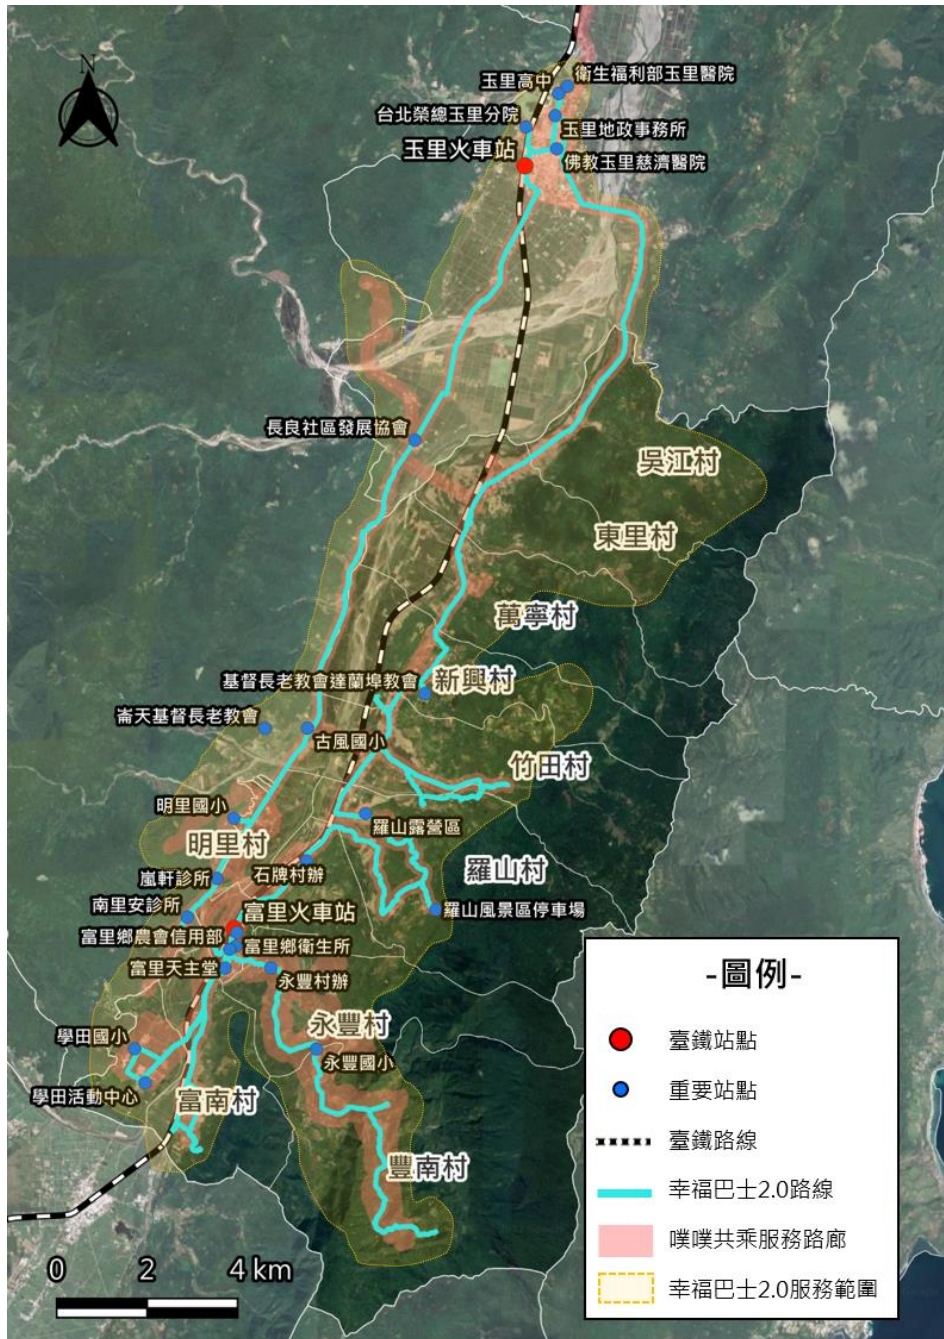 N
玉里高中
衛生福利部玉里醫院
台北榮總玉里分院
玉里地政事務所
玉里火車站
佛教玉里慈濟醫院
長良社區發展協會
吳江村
東里村
萬寧村
基督長老教會達蘭埠教會
新興村
崙天基督長老教會
古風國小
竹田村
明里國小
羅山露營區
明里村
石牌村辦
羅山村
嵐軒診所
南里安診所
富里火車站
羅山風景區停車場
富里鄉農會信用部
富里鄉衛生所
富里天主堂
永豐村辦
永豐村
學田國小
永豐國小
學田活動中心
富南村
豐南村
-圖例-
臺鐵站點
重要站點
臺鐵路線
幸福巴士2.0路線
噗噗共乘服務路廊
幸福巴士2.0服務範圍
0 2 4 km